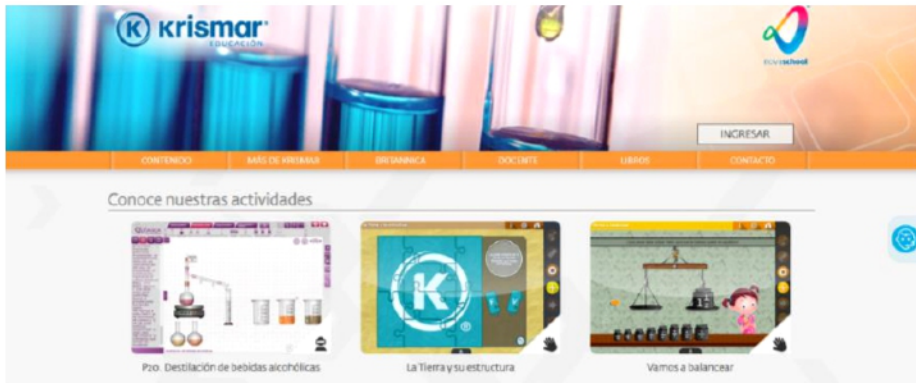 Krismar
EDUCACIÓN
INGRESAR
CONTENIDO MÁS DE KRISMAR BRITANNICA DOCENTE LIBROS CONTACTO
Conoce nuestras actividades
P20. Destilación de bebidas alcohólicas La Tierra y su estructura Vamos a balancear